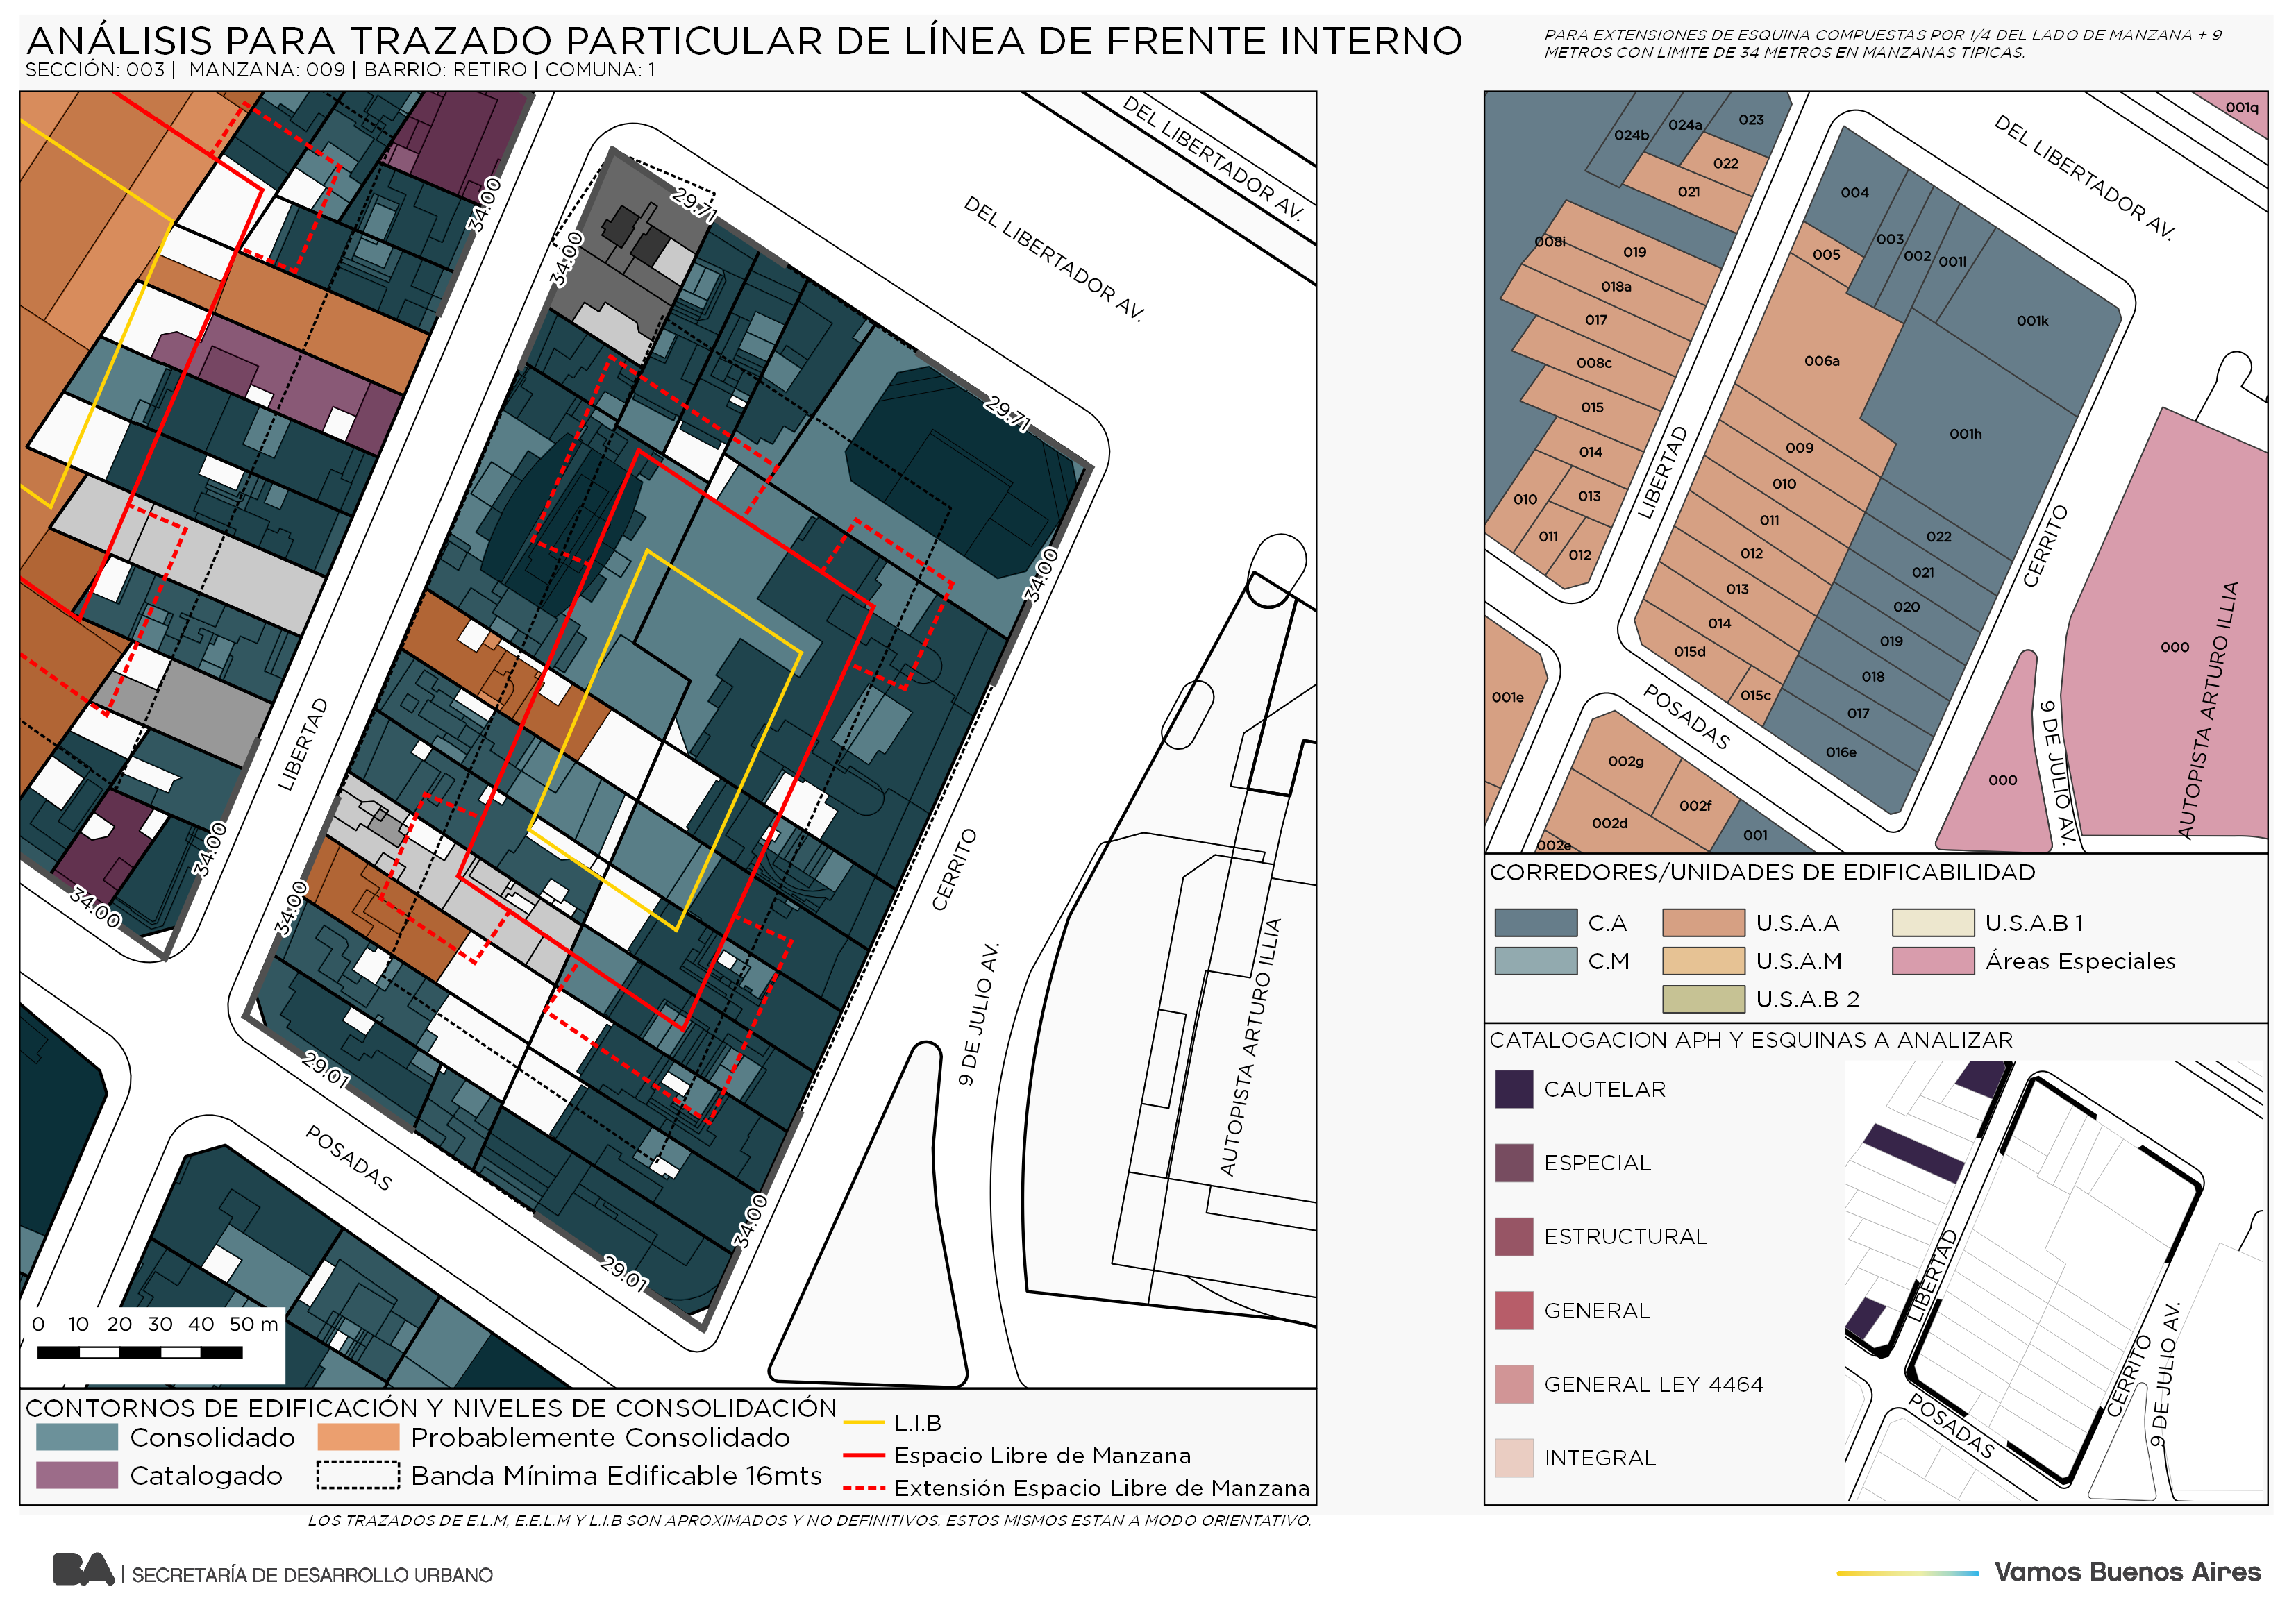 ANÁLISIS PARA TRAZADO PARTICULAR DE LÍNEA DE FRENTE INTERNO
SECCIÓN: 003 | MANZANA: 009 | BARRIO: RETIRO | COMUNA: 1
PARA EXTENSIONES DE ESQUINA COMPUESTAS POR 1/4 DEL LADO DE MANZANA + 9
METROS CON LIMITE DE 34 METROS EN MANZANAS TIPICAS.
DEL LIBERTADOR AV.
DEL LIBERTADOR AV.
34.00
29.71
34.00
29.71
34.00
LIBERTAD
34.00
34.00
34.00
29.01
29.01
34.00
POSADAS
CERRITO
9 DE JULIO AV.
AUTOPISTA ARTURO ILLIA
0 10 20 30 40 50 m
CONTORNOS DE EDIFICACIÓN Y NIVELES DE CONSOLIDACIÓN
Consolidado
Probablemente Consolidado
Catalogado
Banda Mínima Edificable 16mts
L.I.B
Espacio Libre de Manzana
Extensión Espacio Libre de Manzana
LOS TRAZADOS DE E.L.M, E.E.L.M Y L.I.B SON APROXIMADOS Y NO DEFINITIVOS. ESTOS MISMOS ESTAN A MODO ORIENTATIVO.
001q
DEL LIBERTADOR AV.
024b
024a
023
022
021
008i
019
018a
017
008c
015
014
010
013
011
012
004
003
002
001l
005
001k
006a
001h
009
010
011
012
013
014
015d
015c
022
021
020
019
018
017
016e
LIBERTAD
CERRITO
POSADAS
001e
002g
002f
002d
002e
001
000
000
9 DE JULIO AV.
AUTOPISTA ARTURO ILLIA
CORREDORES/UNIDADES DE EDIFICABILIDAD
C.A
U.S.A.A
U.S.A.B 1
C.M
U.S.A.M
Áreas Especiales
U.S.A.B 2
CATALOGACION APH Y ESQUINAS A ANALIZAR
CAUTELAR
ESPECIAL
ESTRUCTURAL
GENERAL
GENERAL LEY 4464
INTEGRAL
LIBERTAD
POSADAS
CERRITO
9 DE JULIO AV.
BA | SECRETARÍA DE DESARROLLO URBANO
Vamos Buenos Aires